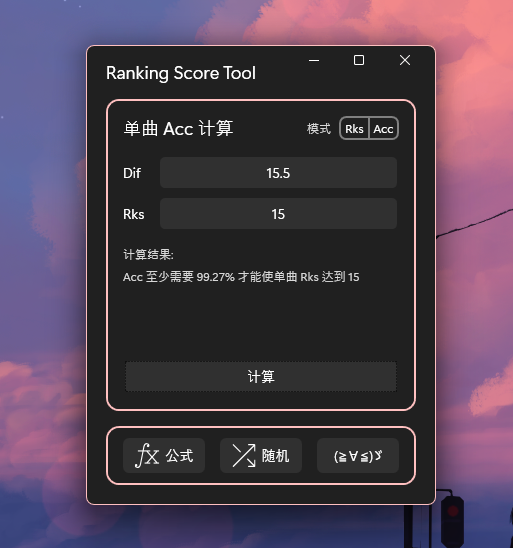 Ranking Score Tool
单曲 Acc 计算 模式 Rks Acc
Dif 15.5
Rks 15
计算结果:
Acc 至少需要 99.27% 才能使单曲 Rks 达到 15
计算
fx 公式 随机 (≧∀≦)ゞ